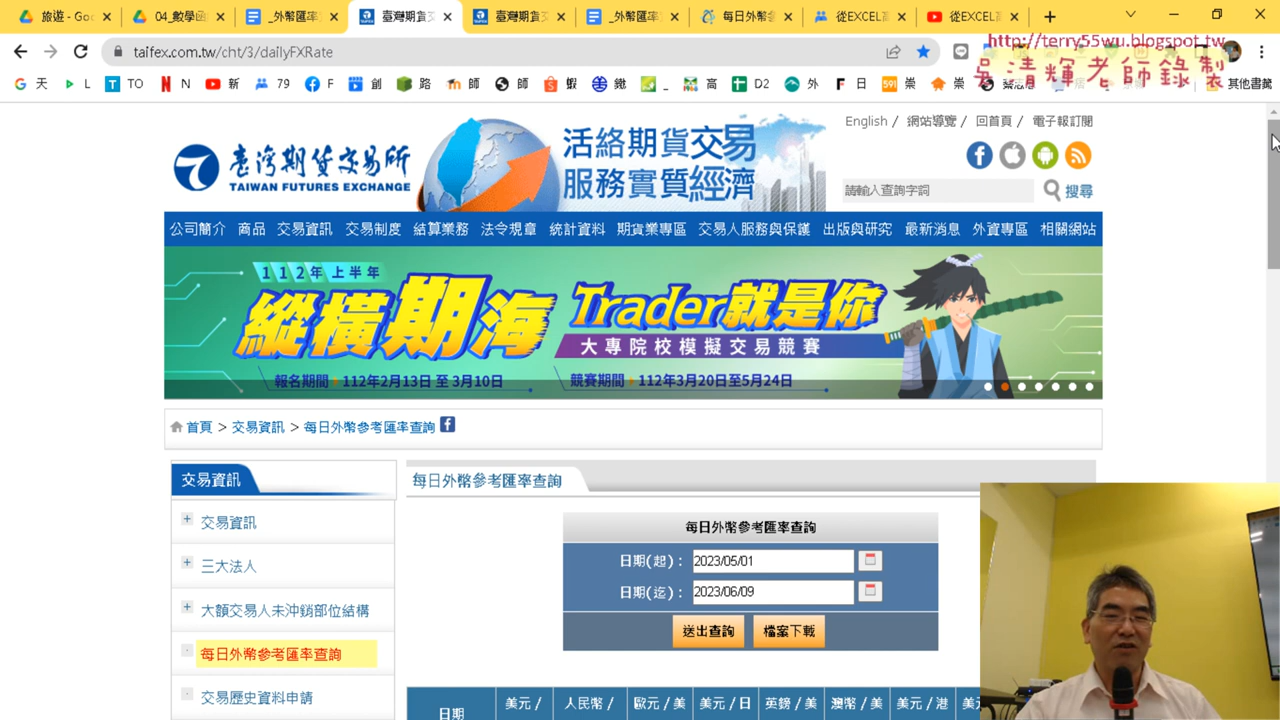 旅遊 - Goo
04_數學函
_外幣匯率
臺灣期貨交
臺灣期貨交
_外幣匯率
每日外幣參
從EXCEL
從EXCEL
taifex.com.tw/cht/3/dailyFXRate
http://terry55wu.blogspot.tw
吳清輝老師錄製
天
L
TO
N
新
79
F
創
路
師
師
蝦
鐵
高
D2
外
日
崇
崇
其他書籤
English / 網站導覽 / 回首頁 / 電子報訂閱
臺灣期貨交易所
TAIWAN FUTURES EXCHANGE
活絡期貨交易
服務實質經濟
請輸入查詢字詞
搜尋
公司簡介 商品 交易資訊 交易制度 結算業務 法令規章 統計資料 期貨業專區 交易人服務與保護 出版與研究 最新消息 外資專區 相關網站
112年上半年
縱橫期海 Trader就是你
大專院校模擬交易競賽
報名期間 112年2月13日 至 3月10日
競賽期間 112年3月20日至5月24日
首頁 > 交易資訊 > 每日外幣參考匯率查詢
交易資訊
每日外幣參考匯率查詢
交易資訊
三大法人
大額交易人未沖銷部位結構
每日外幣參考匯率查詢
交易歷史資料申請
每日外幣參考匯率查詢
日期(起): 2023/05/01
日期(迄): 2023/06/09
送出查詢 檔案下載
日期 美元 / 人民幣 / 歐元 / 美 美元 / 日 英鎊 / 美 澳幣 / 美 美元 / 港